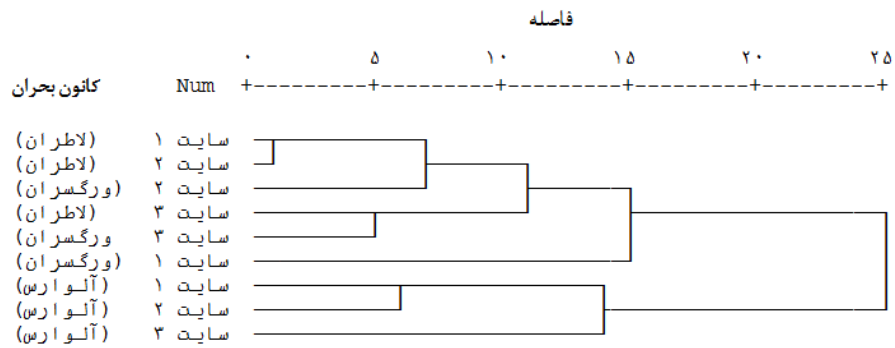 فاصله
۰ ۵ ۱۰ ۱۵ ۲۰ ۲۵
کانون بحران Num +---------+---------+---------+---------+---------+
سایت ۱ (لاطران)
سایت ۲ (لاطران)
سایت ۲ (ورگسران)
سایت ۳ (لاطران)
سایت ۳ ورگسران)
سایت ۱ (ورگسران)
سایت ۱ (آلوارس)
سایت ۲ (آلوارس)
سایت ۳ (آلوارس)